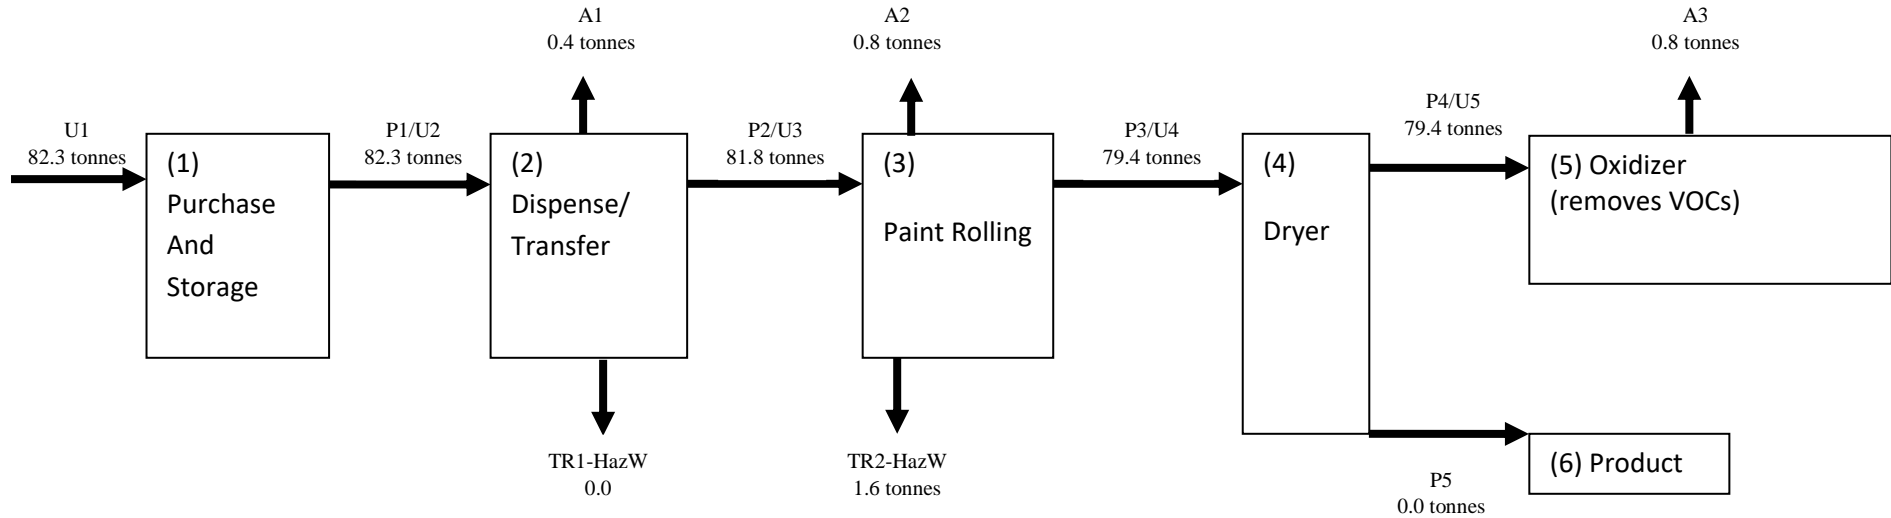 A1
0.4 tonnes
A2
0.8 tonnes
A3
0.8 tonnes
U1
82.3 tonnes
P1/U2
82.3 tonnes
P2/U3
81.8 tonnes
P3/U4
79.4 tonnes
P4/U5
79.4 tonnes
(1)
Purchase
And
Storage
(2)
Dispense/
Transfer
(3)
Paint Rolling
(4)
Dryer
(5) Oxidizer
(removes VOCs)
TR1-HazW
0.0
TR2-HazW
1.6 tonnes
P5
0.0 tonnes
(6) Product